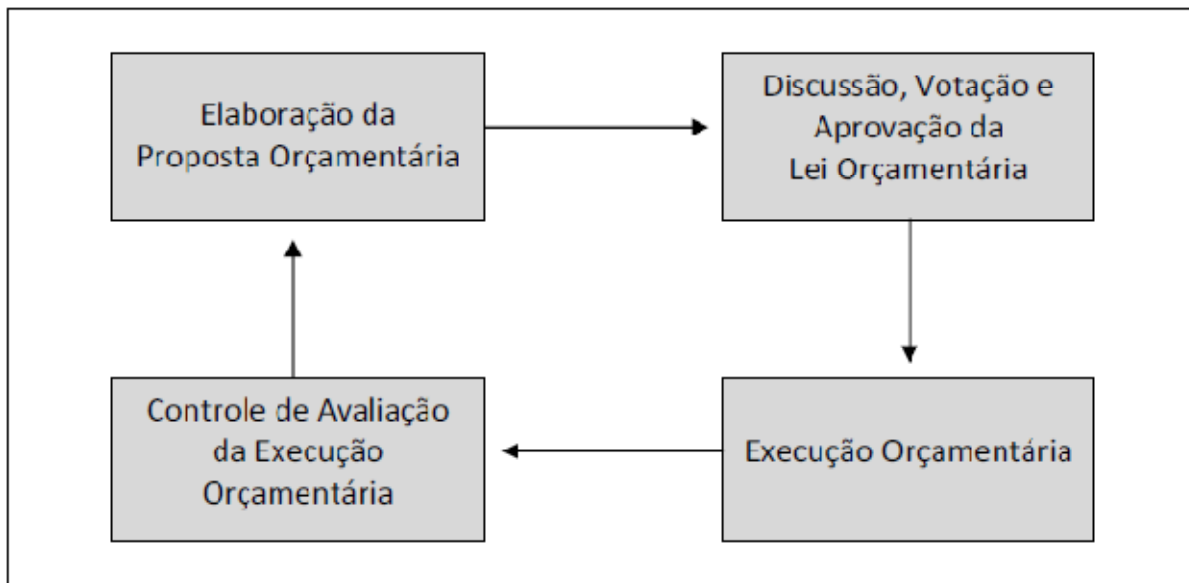 Elaboração da
Proposta Orçamentária
Discussão, Votação e
Aprovação da
Lei Orçamentária
Controle de Avaliação
da Execução
Orçamentária
Execução Orçamentária